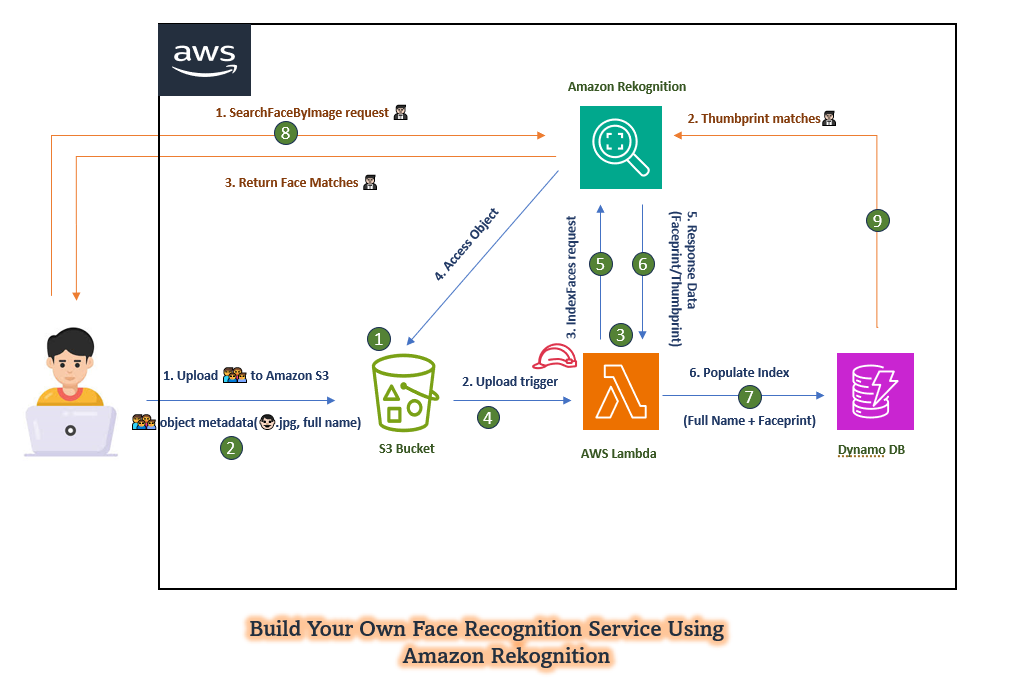 aws
Amazon Rekognition
1. SearchFaceByImage request
8
2. Thumbprint matches
3. Return Face Matches
9
4. Access Object
3. IndexFaces request
5
6
5. Response Data
(Faceprint/Thumbprint)
1
3
1. Upload to Amazon S3
2. Upload trigger
6. Populate Index
object metadata(.jpg, full name)
2
4
7
(Full Name + Faceprint)
S3 Bucket
AWS Lambda
Dynamo DB
Build Your Own Face Recognition Service Using
Amazon Rekognition